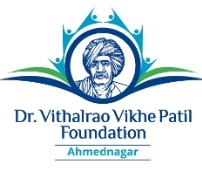 Dr. Vithalrao Vikhe Patil
Foundation
Ahmednagar